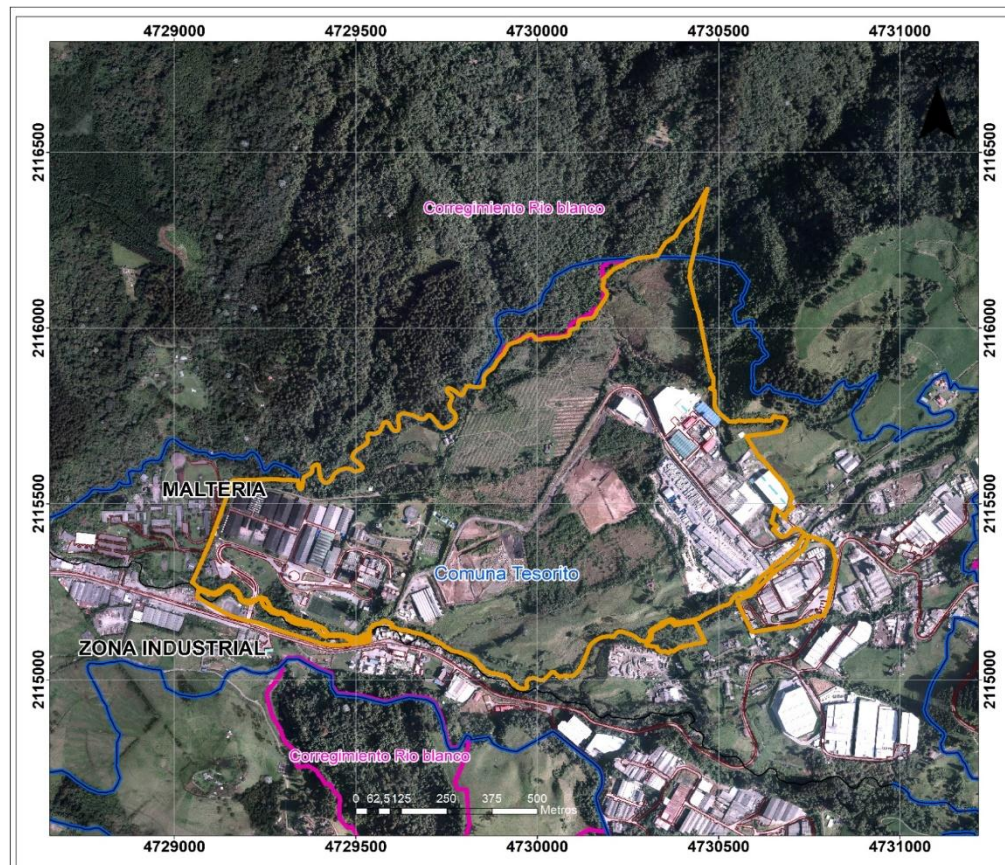 4729000 4729500 4730000 4730500 4731000
2116500 2116500
Corregimiento Rio blanco
2116000 2116000
2115500 2115500
MALTERIA
Comuna Tesorito
ZONA INDUSTRIAL
2115000 2115000
Corregimiento Rio blanco
0 62,5 125 250 375 500
Metros
4729000 4729500 4730000 4730500 4731000